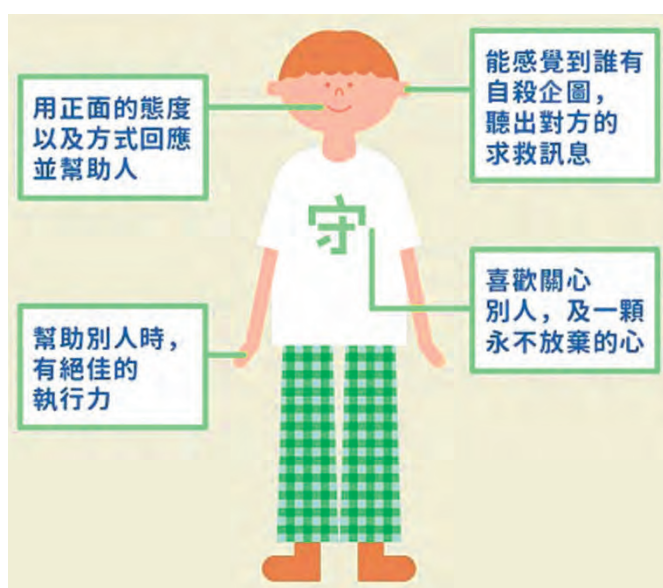 用正面的態度
以及方式回應
並幫助人
能感覺到誰有
自殺企圖，
聽出對方的
求救訊息
守
幫助別人時，
有絕佳的
執行力
喜歡關心
別人，及一顆
永不放棄的心